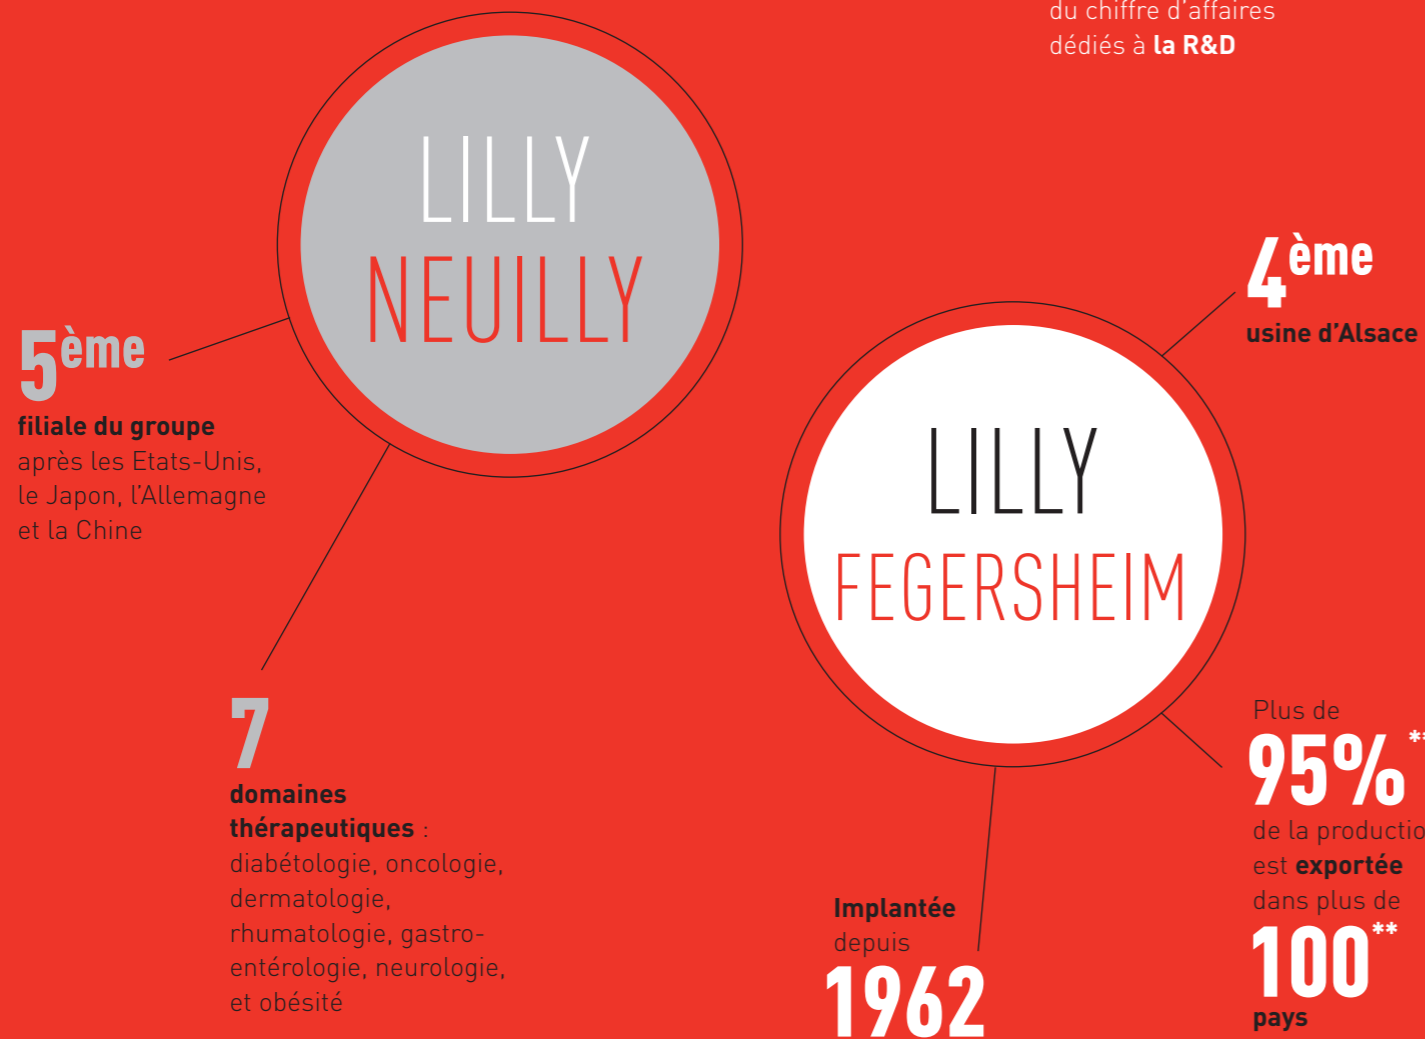 du chiffre d'affaires
dédiés à la R&D
LILLY
NEUILLY
5ème
filiale du groupe
après les Etats-Unis,
le Japon, l'Allemagne
et la Chine
7
domaines
thérapeutiques :
diabétologie, oncologie,
dermatologie,
rhumatologie, gastro-
entérologie, neurologie,
et obésité
LILLY
FEGERSHEIM
4ème
usine d'Alsace
Implantée
depuis
1962
Plus de
95%**
de la productio
est exportée
dans plus de
100**
pays